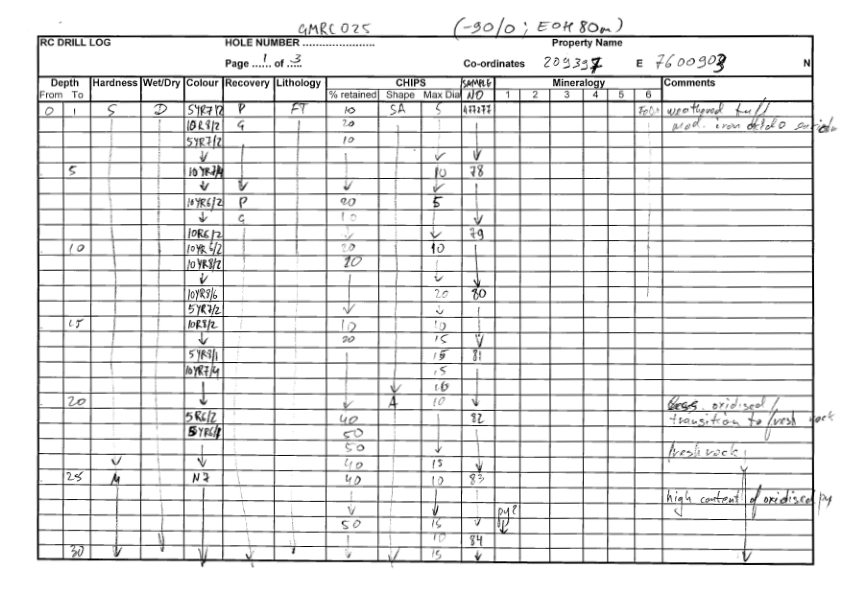 GMRC025 (-90/0; EOH 80m)
RC DRILL LOG HOLE NUMBER ........................ Property Name
Page ...1... of ...3... Co-ordinates 209397 E 7600903 N
Depth Hardness Wet/Dry Colour Recovery Lithology CHIPS SAMPLE Mineralogy Comments
From To % retained Shape Max Dia NO 1 2 3 4 5 6
0 1 S D 5YR7/2 P FT 10 SA 5 477277 weathered tuff/
10R8/2 G 20 mod. iron
5YR7/2 10
↓ ↓ ↓
5 10YR7/4 10 78
↓ ↓ ↓ ↓
10YR6/2 P 20 5
↓ G 10 ↓
10R6/2 ↓ ↓ 79
10 10YR5/2 20 10
10YR8/2 20
↓ ↓ ↓
10YR8/6 20 80
5YR7/2 ↓ ↓
15 10R8/2 10 10
↓ 20 15 ↓
5YR8/1 15 81
10YR7/4 15
↓ 10
20 ↓ ↓ A 10 ↓ less oxidised/
5R6/2 40 82 transition to fresh rock
5YR6/1 50
50 ↓ fresh rock
↓ ↓ 40 15 ↓
25 M N7 40 10 83
high content of oxidised py
↓ ↓ py?
50 15 ↓ ↓
↓ 10 84
30 ↓ ↓ ↓ ↓ ↓ ↓ 15 ↓ ↓